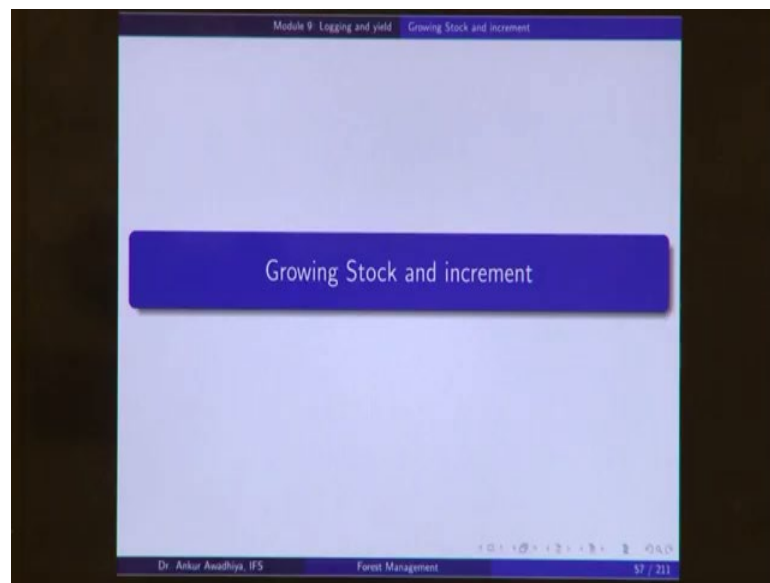 Module 9: Logging and yield Growing Stock and increment
Growing Stock and increment
Dr. Ankur Awadhiya, IFS Forest Management 57 / 211